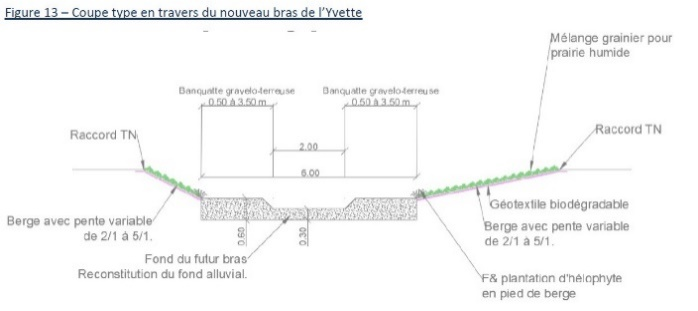 Figure 13 – Coupe type en travers du nouveau bras de l'Yvette
Mélange grainier pour
prairie humide
Banquatte gravelo-terreuse
0.50 à 3.50 m
Banquatte gravelo-terreuse
0.50 à 3.50 m
Raccord TN
Raccord TN
2.00
6.00
Géotextile biodégradable
Berge avec pente variable
de 2/1 à 5/1.
Berge avec pente variable
de 2/1 à 5/1.
0.60
0.30
Fond du futur bras
Reconstitution du fond alluvial.
F& plantation d'hélophyte
en pied de berge